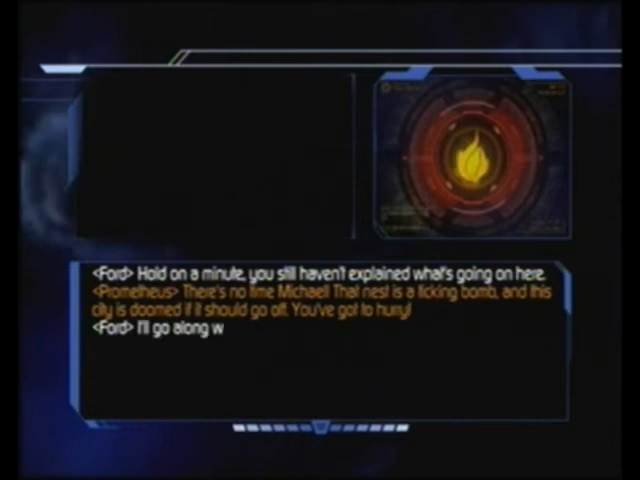 <Ford> Hold on a minute, you still haven't explained what's going on here.
<Prometheus> There's no time Michael! That nest is a ticking bomb, and this
city is doomed if it should go off. You've got to hurry!
<Ford> I'll go along w